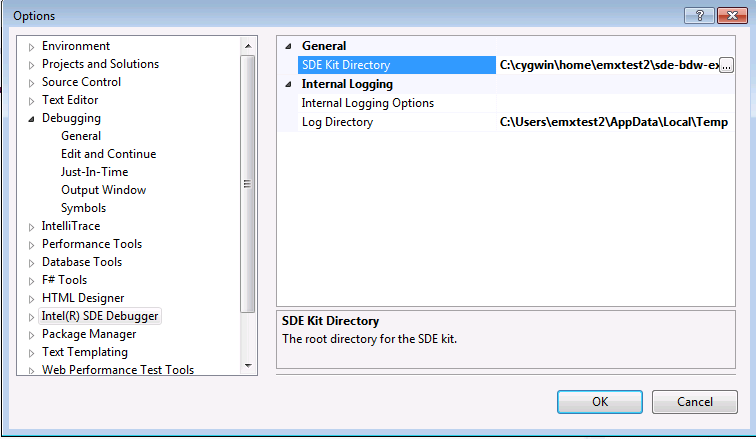 Options
Environment
Projects and Solutions
Source Control
Text Editor
Debugging
General
Edit and Continue
Just-In-Time
Output Window
Symbols
IntelliTrace
Performance Tools
Database Tools
F# Tools
HTML Designer
Intel(R) SDE Debugger
Package Manager
Text Templating
Web Performance Test Tools
General
SDE Kit Directory C:\cygwin\home\emxtest2\sde-bdw-ex ...
Internal Logging
Internal Logging Options
Log Directory C:\Users\emxtest2\AppData\Local\Temp
SDE Kit Directory
The root directory for the SDE kit.
OK Cancel